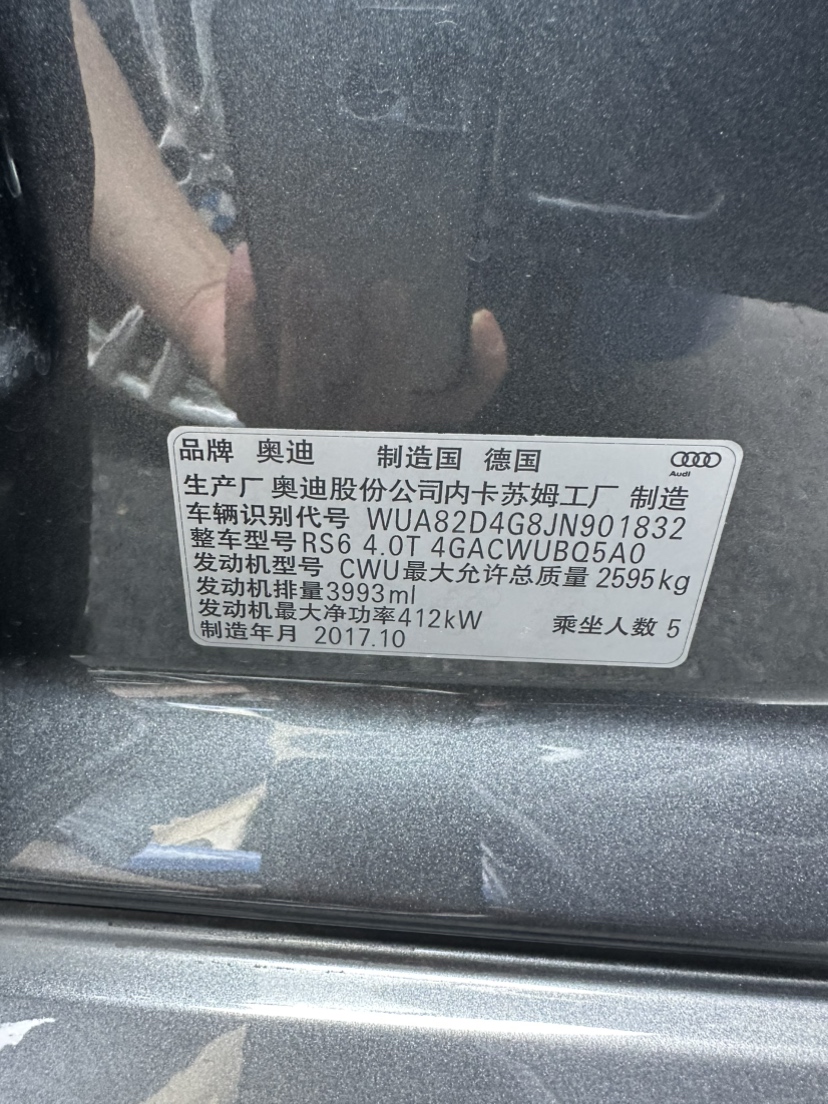 品牌 奥迪 制造国 德国
Audi
生产厂 奥迪股份公司内卡苏姆工厂 制造
车辆识别代号 WUA82D4G8JN901832
整车型号 RS6 4.0T 4GACWUBQ5A0
发动机型号 CWU 最大允许总质量 2595kg
发动机排量 3993ml
发动机最大净功率 412kW 乘坐人数 5
制造年月 2017.10